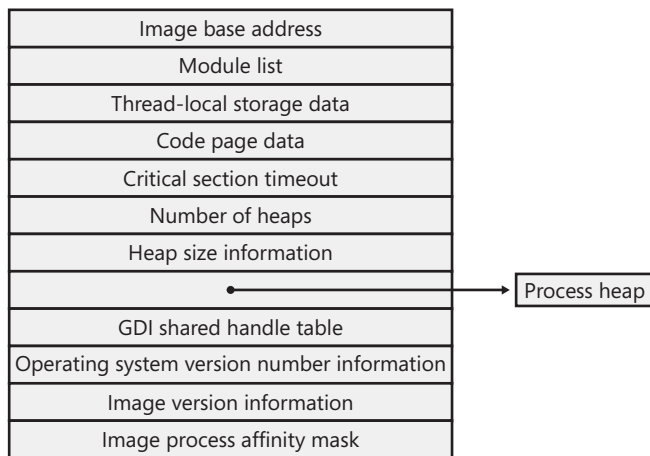 Image base address
Module list
Thread-local storage data
Code page data
Critical section timeout
Number of heaps
Heap size information
Process heap
GDI shared handle table
Operating system version number information
Image version information
Image process affinity mask